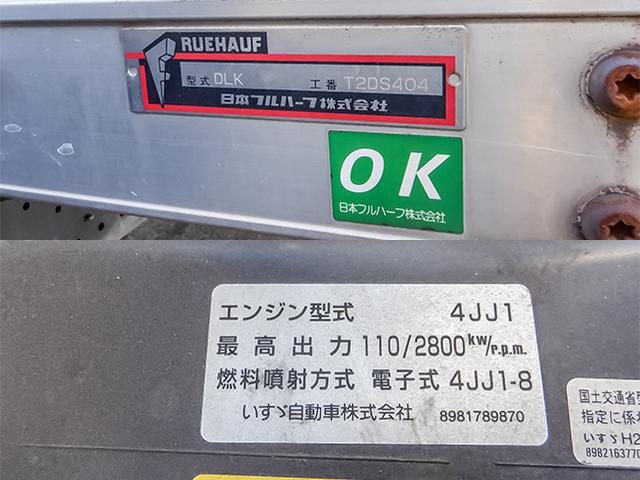 RUEHAUF
型式 DLK 工番 T2DS404
日本フルハーフ株式会社
OK
日本フルハーフ株式会社
エンジン型式 4JJ1
最高出力 110/2800kw/r.p.m.
燃料噴射方式 電子式 4JJ1-8
いすゞ自動車株式会社 8981789870
国土交通省
指定に係
いすゞH2
898216377